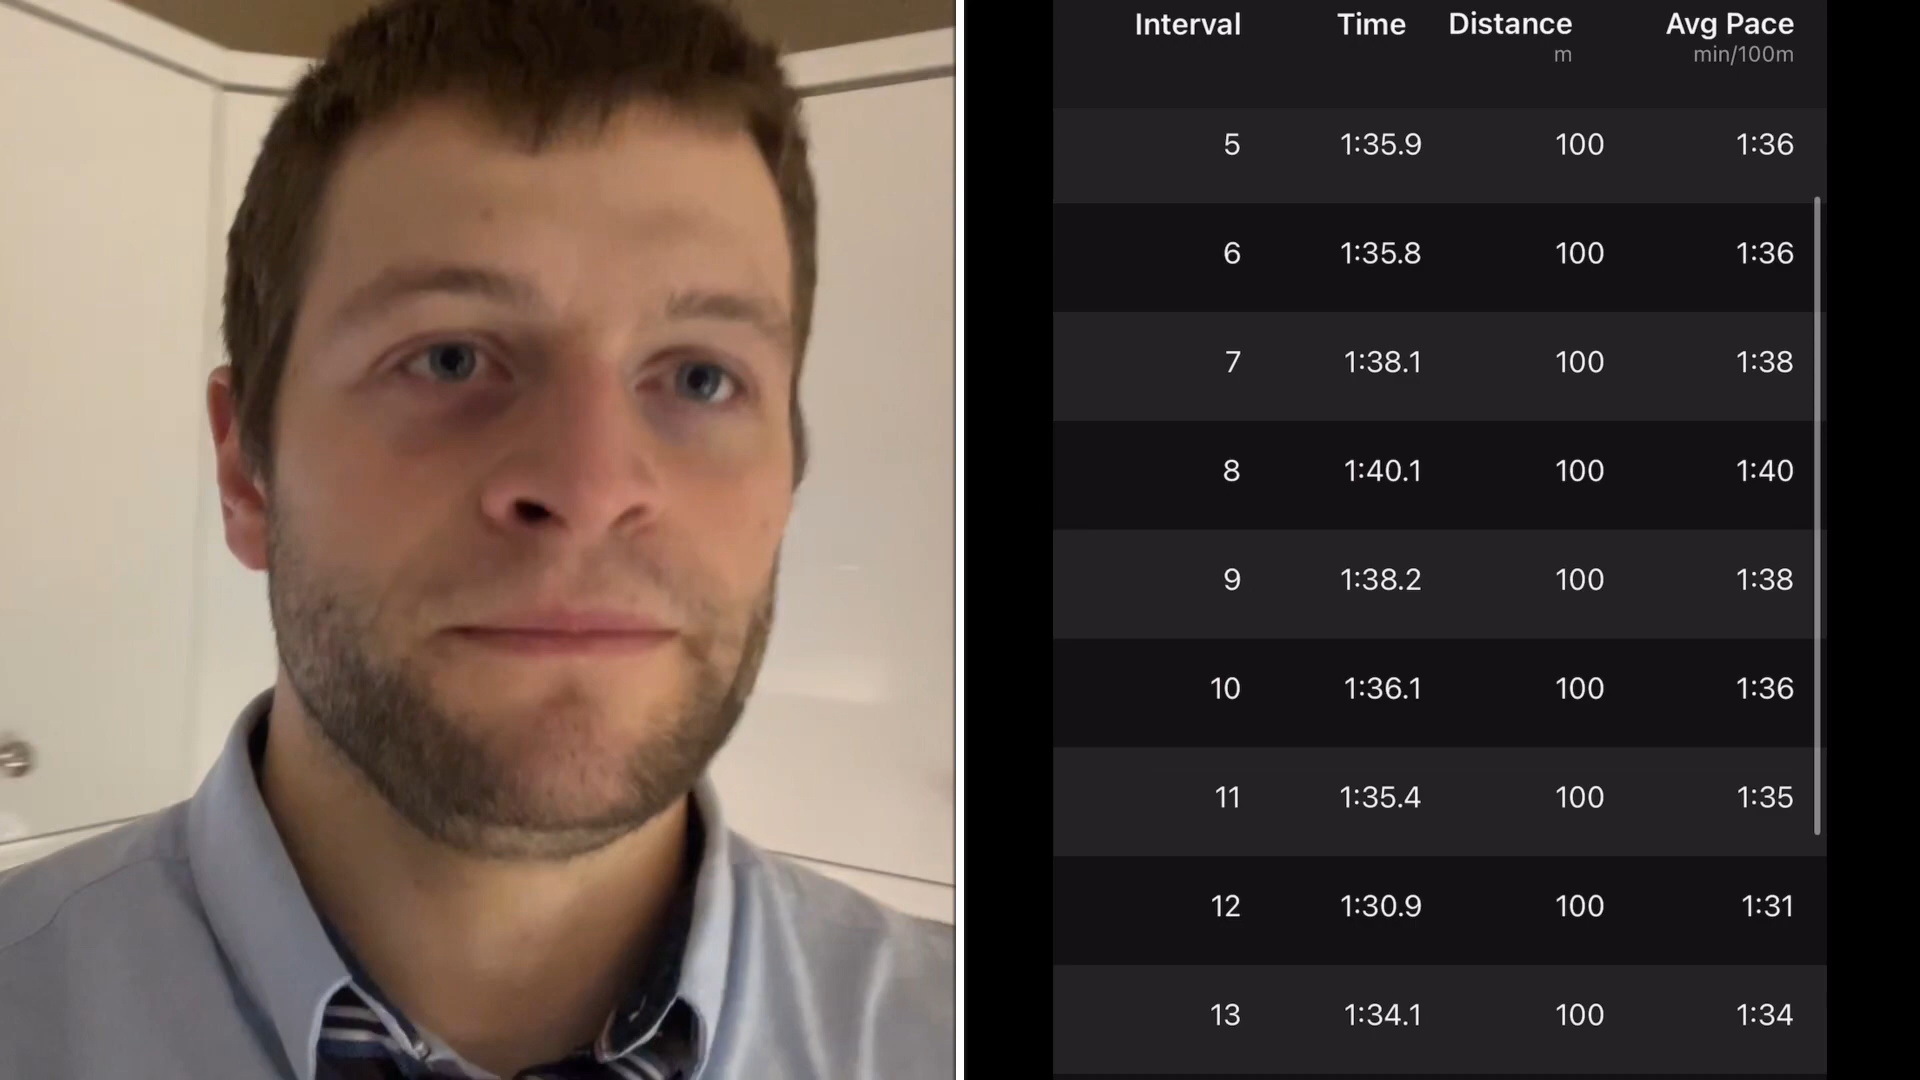 Interval Time Distance Avg Pace
m min/100m
5 1:35.9 100 1:36
6 1:35.8 100 1:36
7 1:38.1 100 1:38
8 1:40.1 100 1:40
9 1:38.2 100 1:38
10 1:36.1 100 1:36
11 1:35.4 100 1:35
12 1:30.9 100 1:31
13 1:34.1 100 1:34